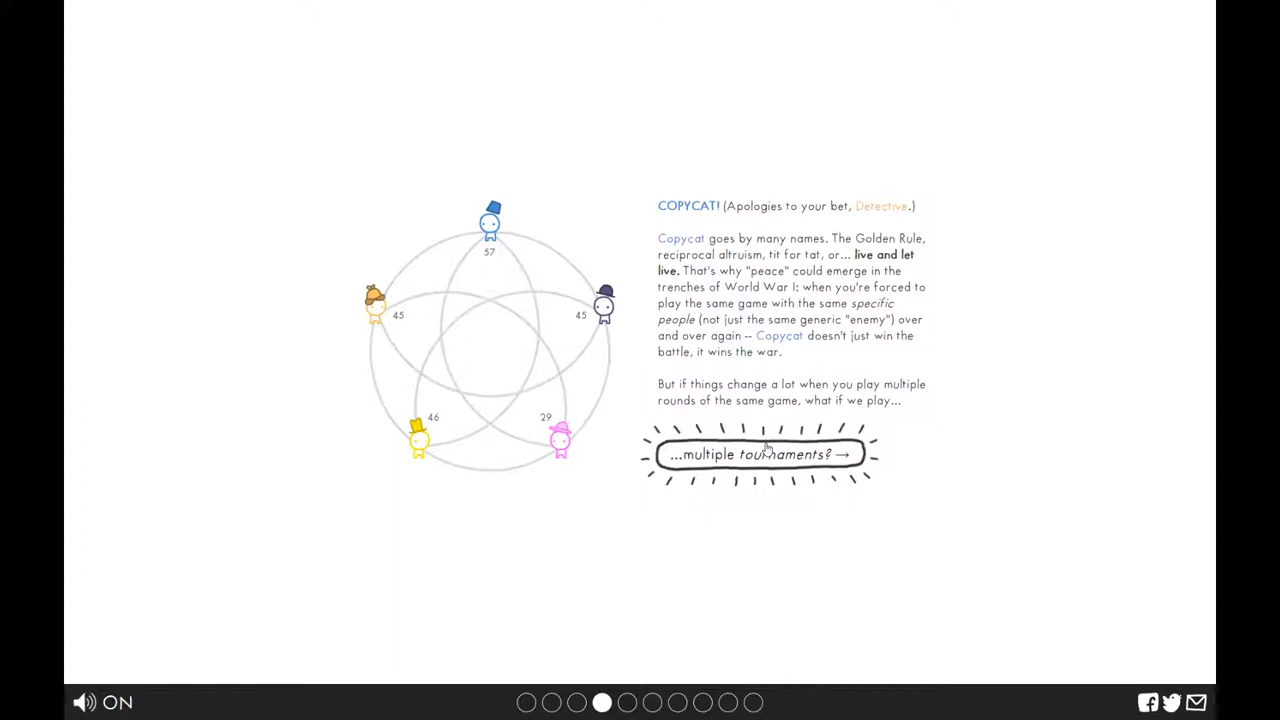 COPYCAT! (Apologies to your bet, Detective.)
Copycat goes by many names. The Golden Rule,
reciprocal altruism, tit for tat, or... live and let
live. That's why "peace" could emerge in the
trenches of World War I: when you're forced to
play the same game with the same specific
people (not just the same generic "enemy") over
and over again -- Copycat doesn't just win the
battle, it wins the war.
But if things change a lot when you play multiple
rounds of the same game, what if we play...
...multiple tournaments? →
57
45
45
46
29
ON